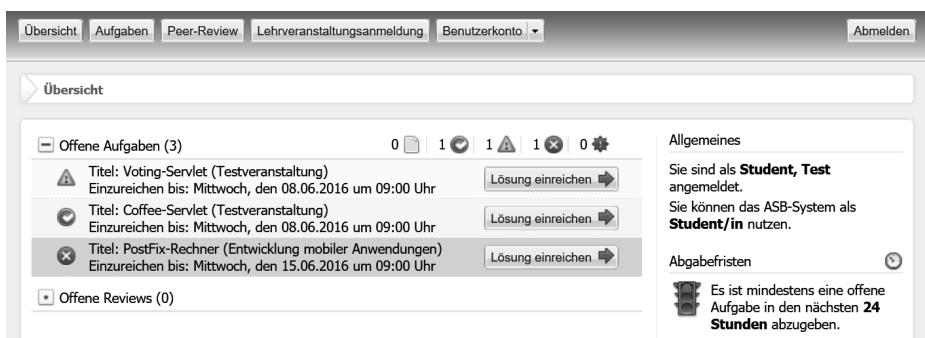 Übersicht Aufgaben Peer-Review Lehrveranstaltungsanmeldung Benutzerkonto Abmelden
Übersicht
Offene Aufgaben (3) 0 1 1 1 0
Titel: Voting-Servlet (Testveranstaltung)
Einzureichen bis: Mittwoch, den 08.06.2016 um 09:00 Uhr
Lösung einreichen
Titel: Coffee-Servlet (Testveranstaltung)
Einzureichen bis: Mittwoch, den 08.06.2016 um 09:00 Uhr
Lösung einreichen
Titel: PostFix-Rechner (Entwicklung mobiler Anwendungen)
Einzureichen bis: Mittwoch, den 15.06.2016 um 09:00 Uhr
Lösung einreichen
Offene Reviews (0)
Allgemeines
Sie sind als Student, Test
angemeldet.
Sie können das ASB-System als
Student/in nutzen.
Abgabefristen
Es ist mindestens eine offene
Aufgabe in den nächsten 24
Stunden abzugeben.